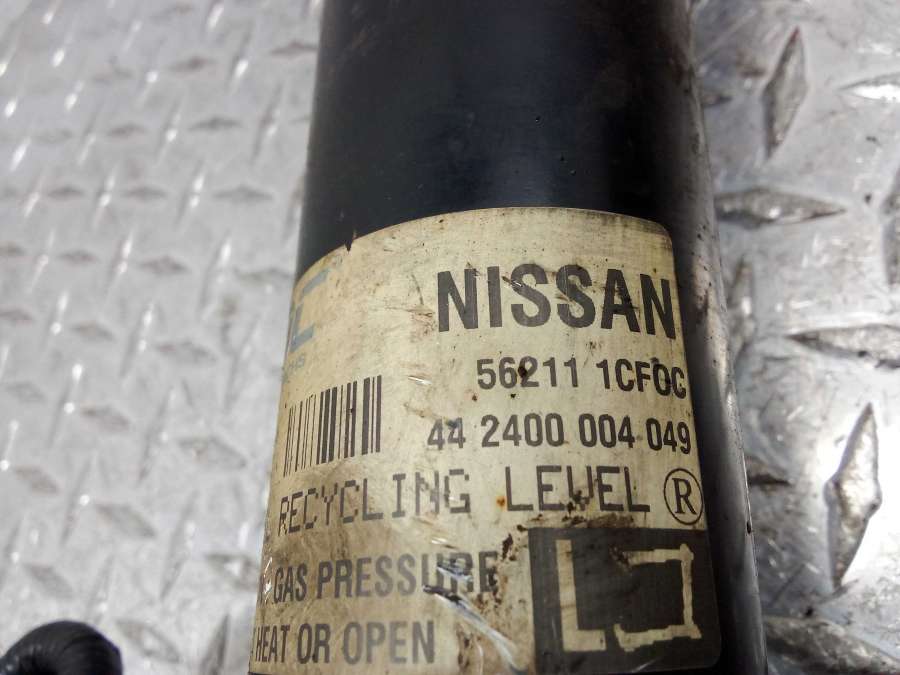 NISSAN
56211 1CF0C
44 2400 004 049
RECYCLING LEVEL ®
GAS PRESSURE
HEAT OR OPEN